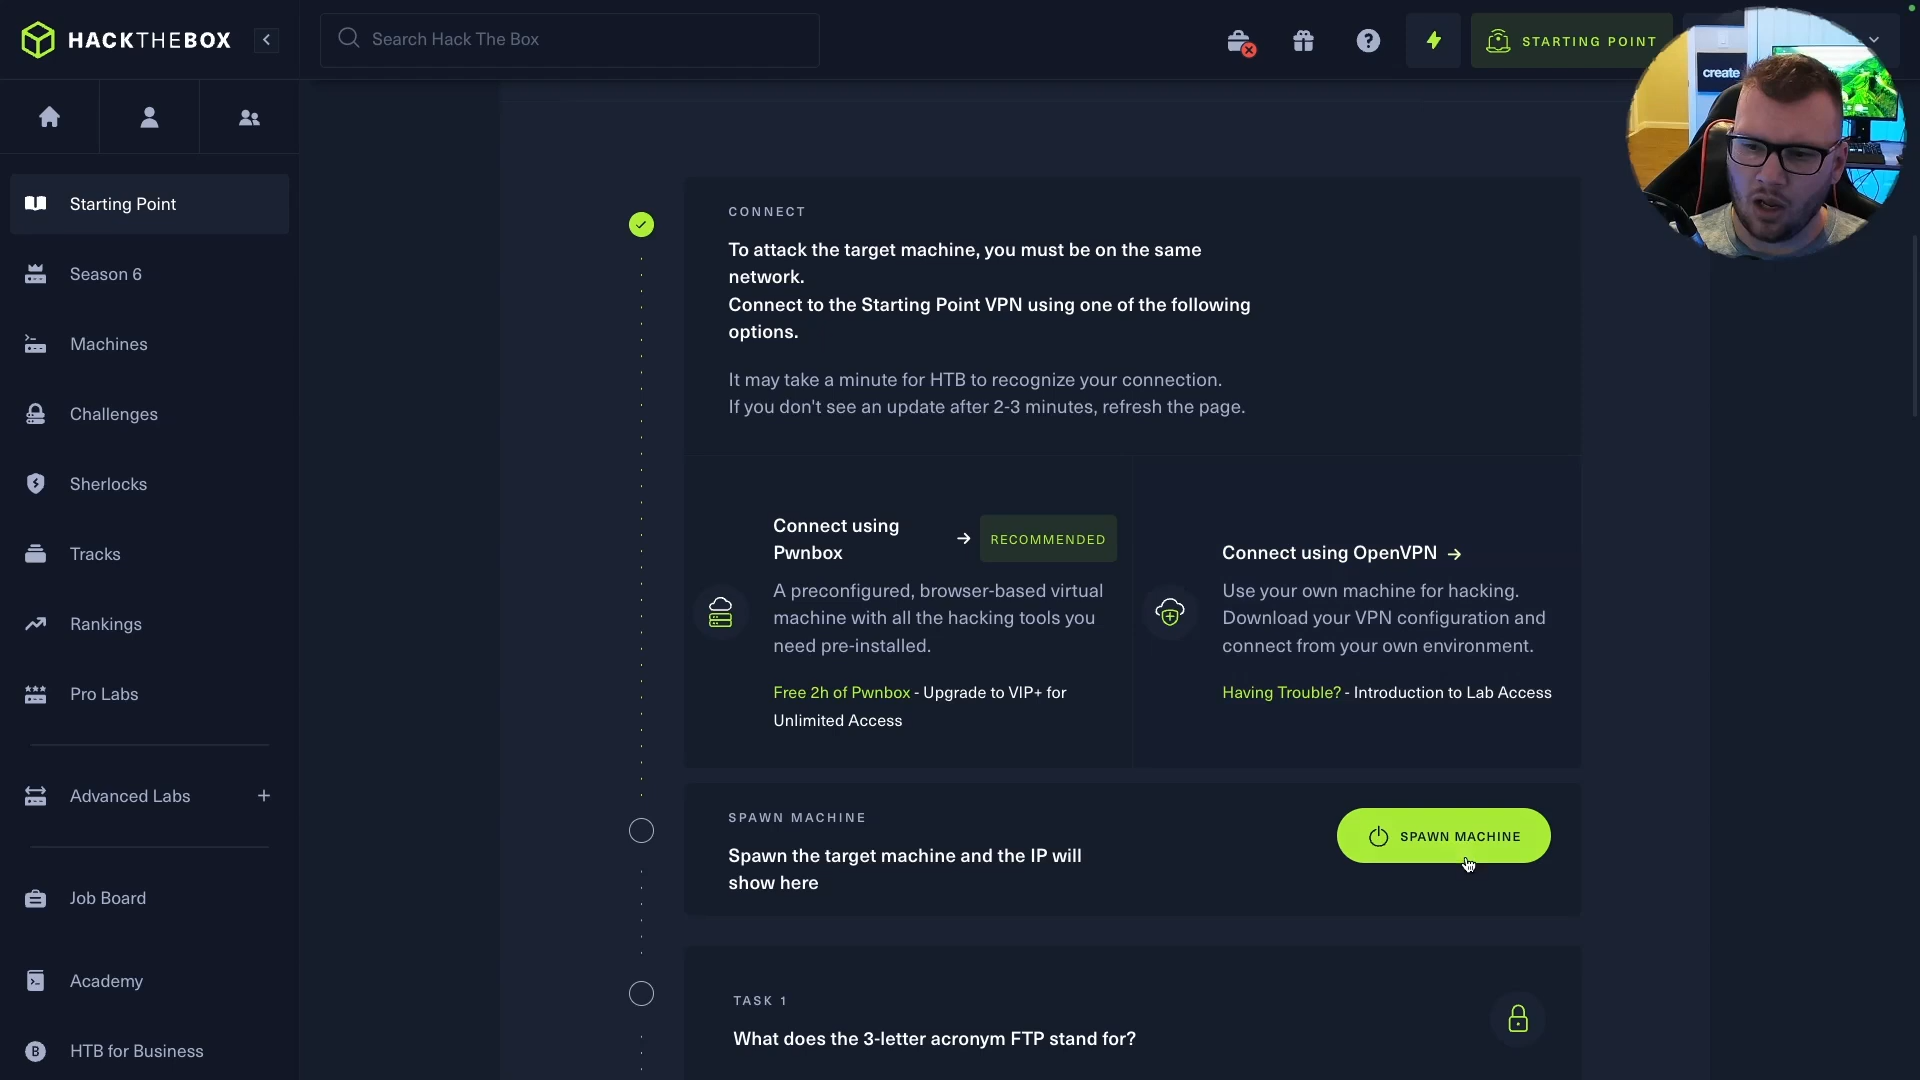 HACKTHEBOX
Search Hack The Box
STARTING POINT
create
Starting Point
Season 6
Machines
Challenges
Sherlocks
Tracks
Rankings
Pro Labs
Advanced Labs
Job Board
Academy
HTB for Business
CONNECT
To attack the target machine, you must be on the same
network.
Connect to the Starting Point VPN using one of the following
options.
It may take a minute for HTB to recognize your connection.
If you don't see an update after 2-3 minutes, refresh the page.
Connect using
Pwnbox
RECOMMENDED
A preconfigured, browser-based virtual
machine with all the hacking tools you
need pre-installed.
Free 2h of Pwnbox - Upgrade to VIP+ for
Unlimited Access
Connect using OpenVPN
Use your own machine for hacking.
Download your VPN configuration and
connect from your own environment.
Having Trouble? - Introduction to Lab Access
SPAWN MACHINE
Spawn the target machine and the IP will
show here
SPAWN MACHINE
TASK 1
What does the 3-letter acronym FTP stand for?